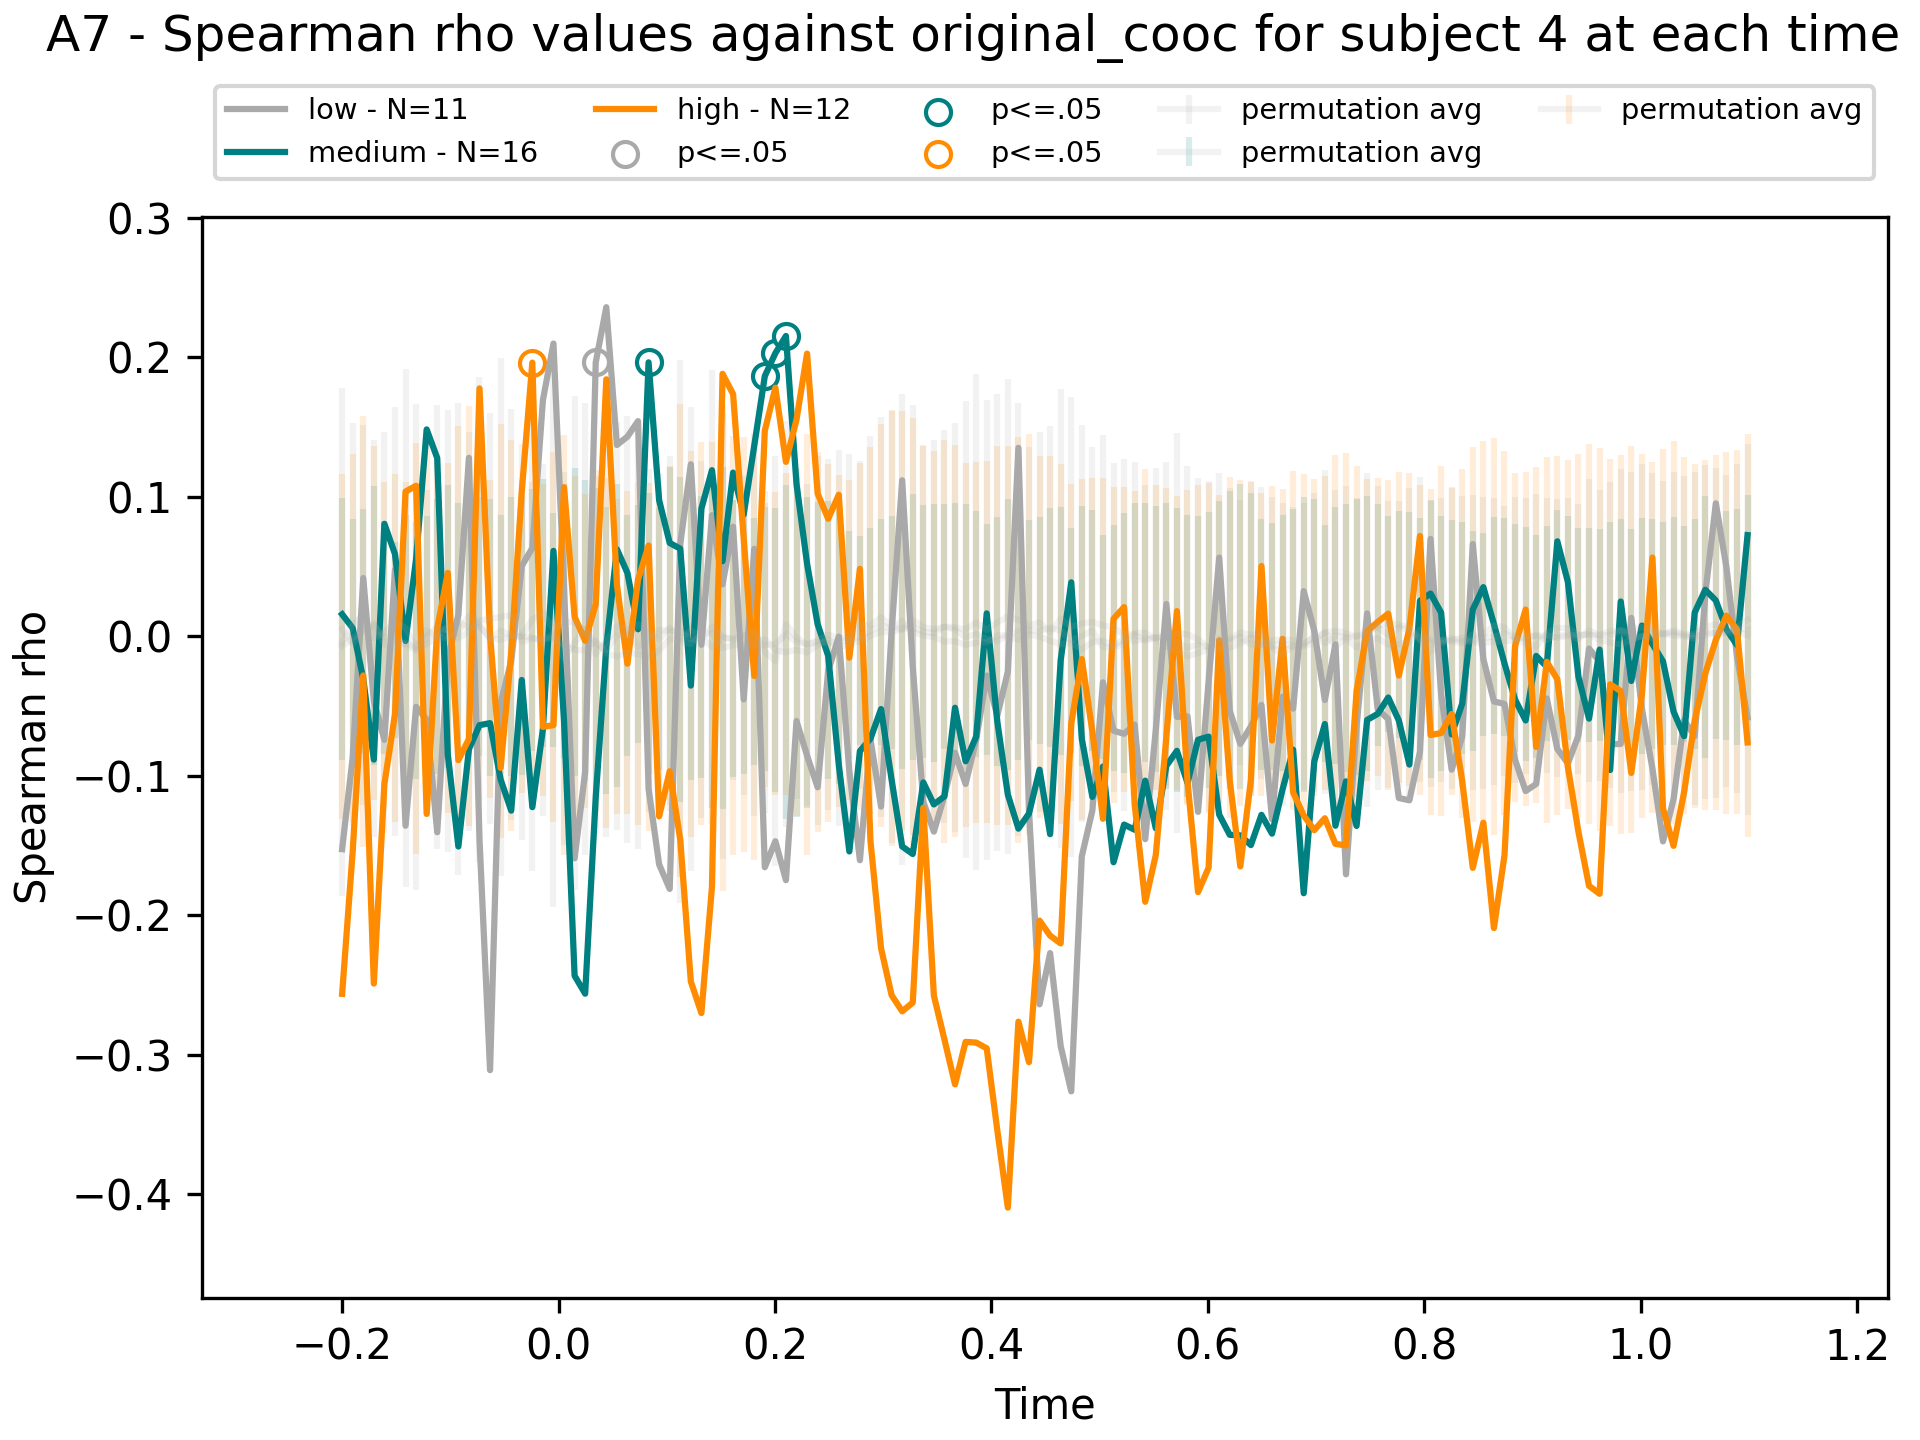 A7 - Spearman rho values against original_cooc for subject 4 at each time
low - N=11
medium - N=16
high - N=12
p<=.05
p<=.05
p<=.05
permutation avg
permutation avg
permutation avg
0.3
0.2
0.1
0.0
−0.1
−0.2
−0.3
−0.4
Spearman rho
−0.2 0.0 0.2 0.4 0.6 0.8 1.0 1.2
Time